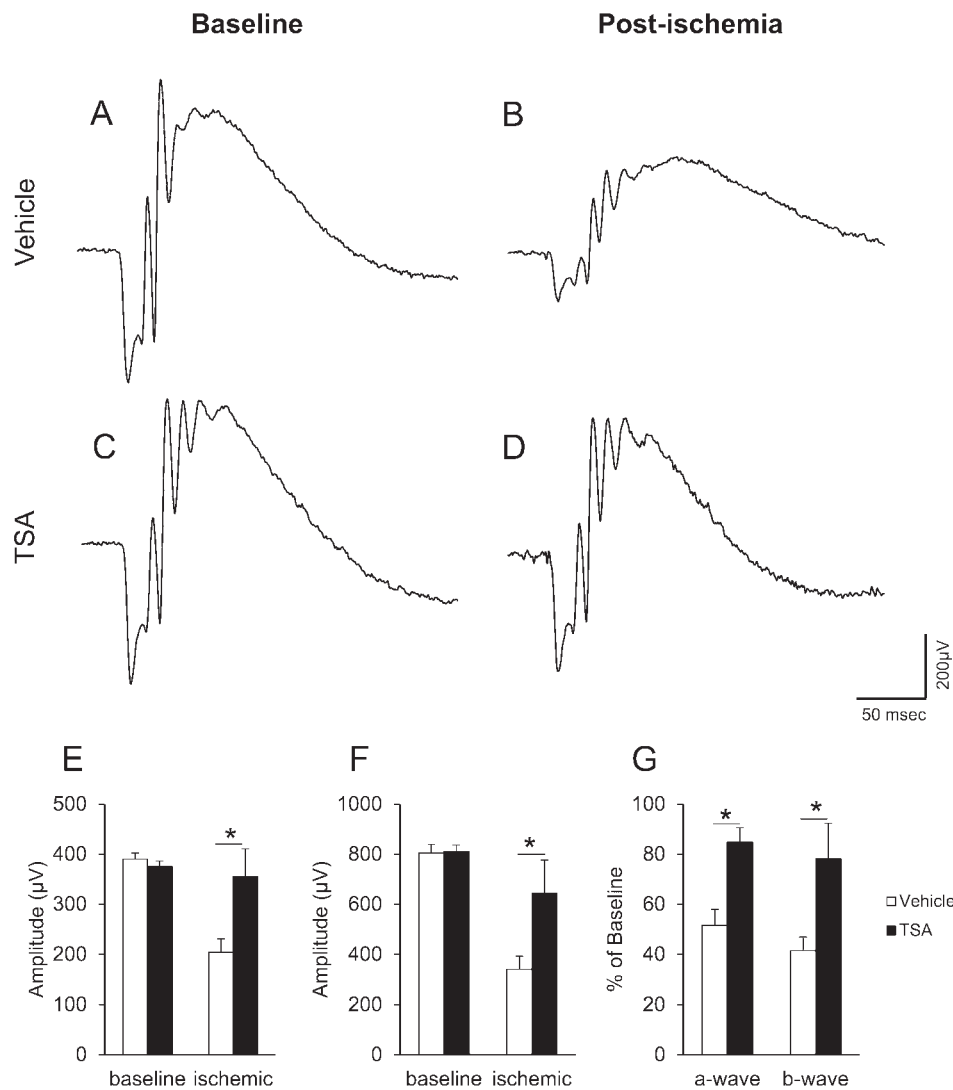 Baseline Post-ischemia
A B
Vehicle
C D
TSA
200µV
50 msec
E F G
500 1000 100
400 800 80
300 600 60
200 400 40
100 200 20
0 0 0
Amplitude (µV) Amplitude (µV) % of Baseline
* * * *
Vehicle
TSA
baseline ischemic baseline ischemic a-wave b-wave